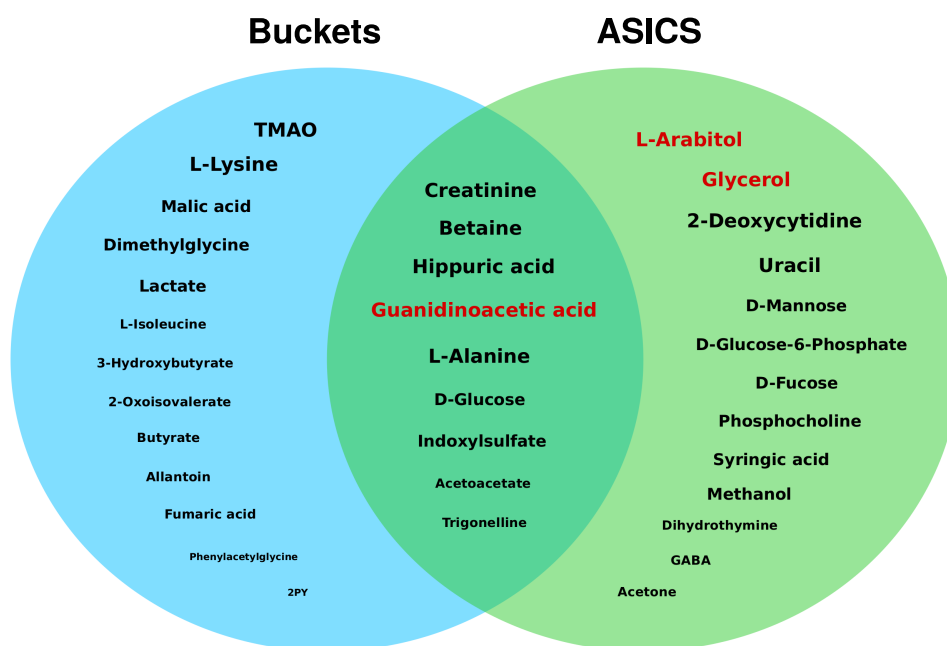 Buckets
ASICS
TMAO
L-Lysine
Malic acid
Dimethylglycine
Lactate
L-Isoleucine
3-Hydroxybutyrate
2-Oxoisovalerate
Butyrate
Allantoin
Fumaric acid
Phenylacetylglycine
2PY
Creatinine
Betaine
Hippuric acid
Guanidinoacetic acid
L-Alanine
D-Glucose
Indoxylsulfate
Acetoacetate
Trigonelline
L-Arabitol
Glycerol
2-Deoxycytidine
Uracil
D-Mannose
D-Glucose-6-Phosphate
D-Fucose
Phosphocholine
Syringic acid
Methanol
Dihydrothymine
GABA
Acetone